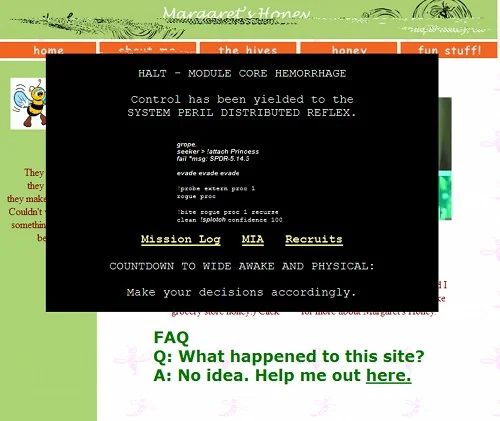 Margaret's Honey
home about me the hives honey fun stuff!
HALT - MODULE CORE HEMORRHAGE
Control has been yielded to the
SYSTEM PERIL DISTRIBUTED REFLEX.
grope.
seeker > !attach Princess
fail *msg: SPDR-5.14.3
evade evade evade
!probe extern proc 1
rogue proc
!bite rogue proc 1 recurse
clean !splotch confidence 100
Mission Log MIA Recruits
COUNTDOWN TO WIDE AWAKE AND PHYSICAL:
Make your decisions accordingly.
They
they
they make
Couldn't
something
be
I
grocery store honey.) Click
for more about Margaret's Honey.
FAQ
Q: What happened to this site?
A: No idea. Help me out here.